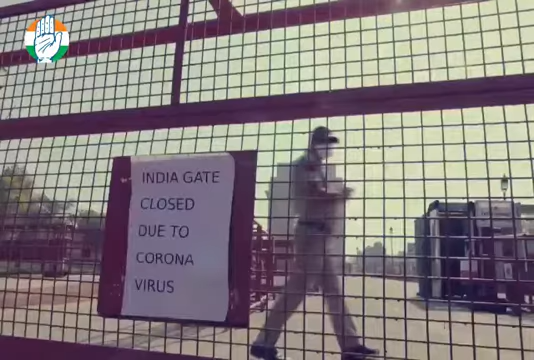 INDIA GATE
CLOSED
DUE TO
CORONA
VIRUS